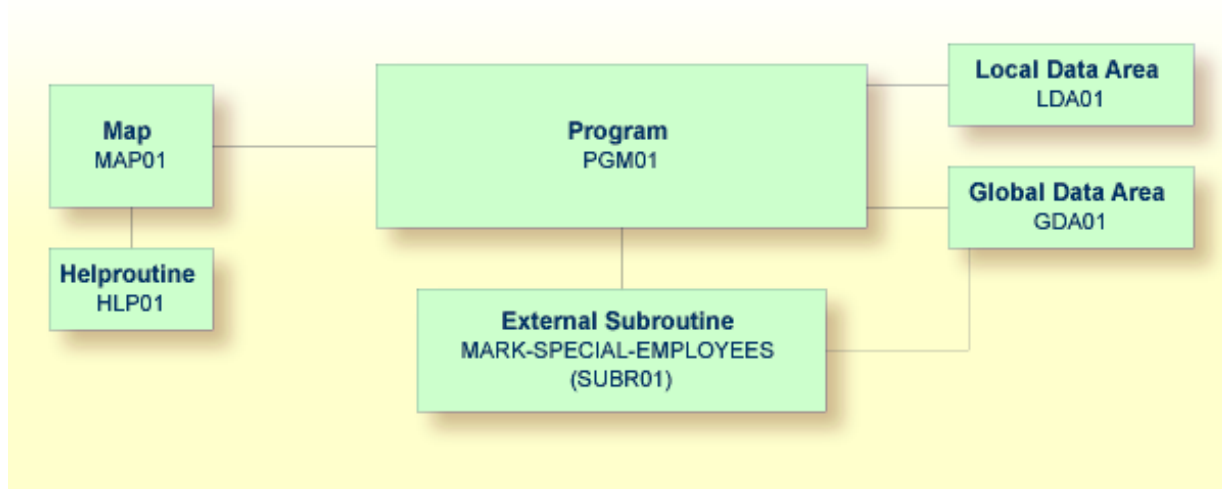 Map
MAP01
Helproutine
HLP01
Program
PGM01
External Subroutine
MARK-SPECIAL-EMPLOYEES
(SUBR01)
Local Data Area
LDA01
Global Data Area
GDA01